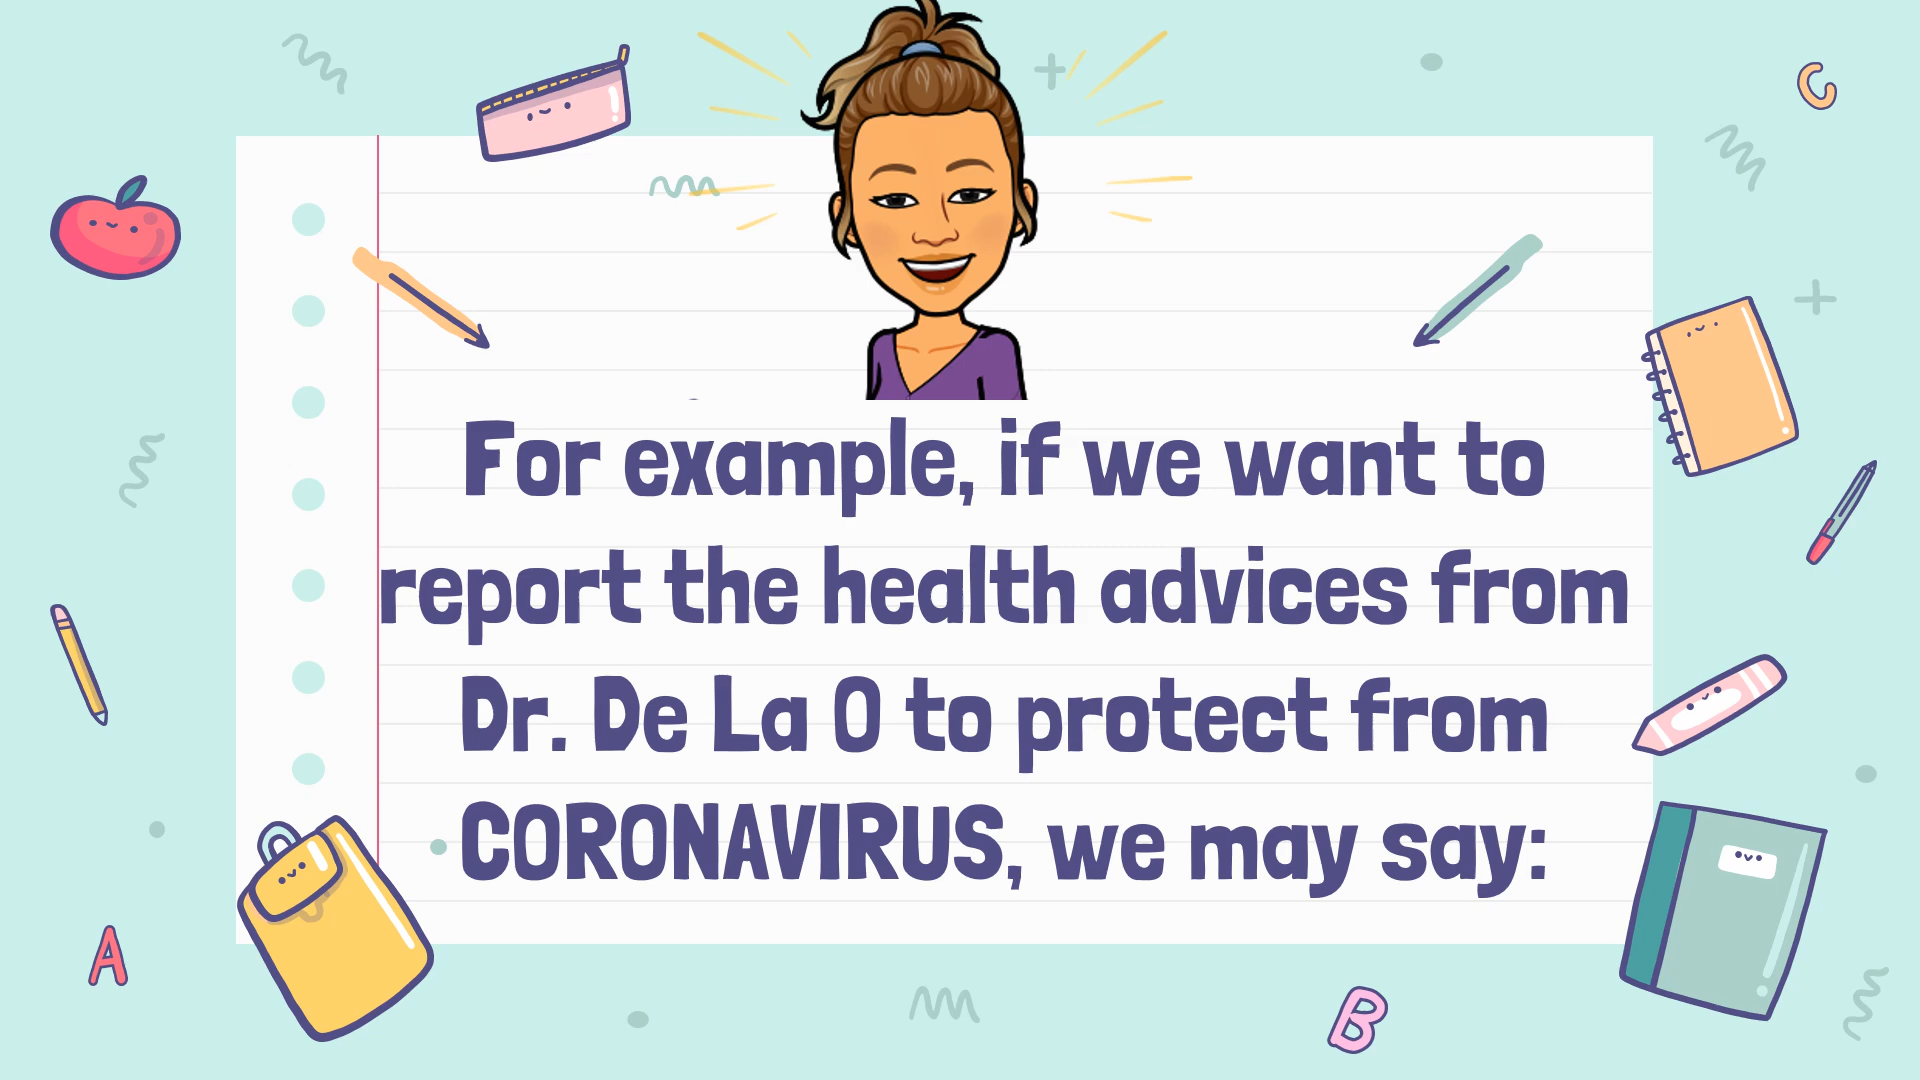 C
For example, if we want to
report the health advices from
Dr. De La O to protect from
CORONAVIRUS, we may say:
A
B